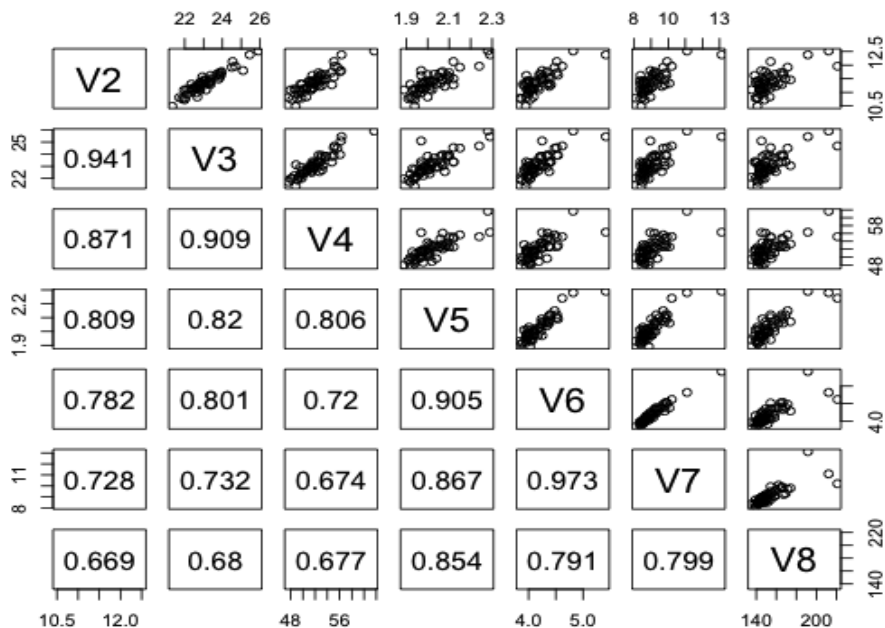 22 24 26 1.9 2.1 2.3 8 10 13
V2 10.5 12.5
22 25 0.941 V3
0.871 0.909 V4 48 58
1.9 2.2 0.809 0.82 0.806 V5
0.782 0.801 0.72 0.905 V6 4.0
8 11 0.728 0.732 0.674 0.867 0.973 V7
0.669 0.68 0.677 0.854 0.791 0.799 V8 140 220
10.5 12.0 48 56 4.0 5.0 140 200